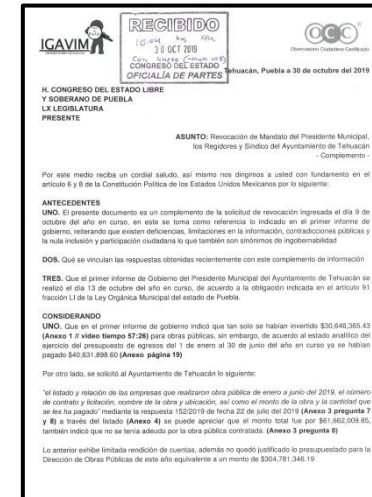 IGAVIM
RECIBIDO
30 OCT 2019
CONGRESO DEL ESTADO
OFICIALÍA DE PARTES
OCC
Observatorio Ciudadano Certificado
Tehuacán, Puebla a 30 de octubre del 2019
H. CONGRESO DEL ESTADO LIBRE
Y SOBERANO DE PUEBLA
LX LEGISLATURA
PRESENTE
ASUNTO: Revocación de Mandato del Presidente Municipal,
los Regidores y Síndico del Ayuntamiento de Tehuacán
- Complemento -
Por este medio reciba un cordial saludo, así mismo nos dirigimos a usted con fundamento en el
artículo 6 y 8 de la Constitución Política de los Estados Unidos Mexicanos por lo siguiente:
ANTECEDENTES
UNO. El presente documento es un complemento de la solicitud de revocación ingresada el día 9 de
octubre del año en curso, en este se toma como referencia lo indicado en el primer informe de
gobierno, reiterando que existen deficiencias, limitaciones en la información, contradicciones públicas y
la nula inclusión y participación ciudadana lo que también son sinónimos de ingobernabilidad
DOS. Qué se vinculan las respuestas obtenidas recientemente con este complemento de información
TRES. Que el primer informe de Gobierno del Presidente Municipal del Ayuntamiento de Tehuacán se
realizó el día 13 de octubre del año en curso, de acuerdo a la obligación indicada en el artículo 91
fracción LI de la Ley Orgánica Municipal del estado de Puebla.
CONSIDERANDO
UNO. Que en el primer informe de gobierno indicó que tan solo se habían invertido $30,646,365.43
(Anexo 1 // video tiempo 57:26) para obras públicas, sin embargo, de acuerdo al estado analítico del
ejercicio del presupuesto de egresos del 1 de enero al 30 de junio del año en curso ya se habían
pagado $40,631,898.60 (Anexo página 19)
Por otro lado, se solicitó al Ayuntamiento de Tehuacán lo siguiente:
"el listado y relación de las empresas que realizaron obra pública de enero a junio del 2019, el número
de contrato y licitación, nombre de la obra y ubicación, así como el monto de la obra y la cantidad que
se les ha pagado" mediante la respuesta 152/2019 de fecha 22 de julio del 2019 (Anexo 3 pregunta 7
y 8) a través del listado (Anexo 4) se puede apreciar que el monto total fue por $61,662,009.85,
también indicó que no se tenía adeudo por la obra pública contratada. (Anexo 3 pregunta 8)
Lo anterior exhibe limitada rendición de cuentas, además no quedó justificado lo presupuestado para la
Dirección de Obras Públicas de este año equivalente a un monto de $304,781,346.19